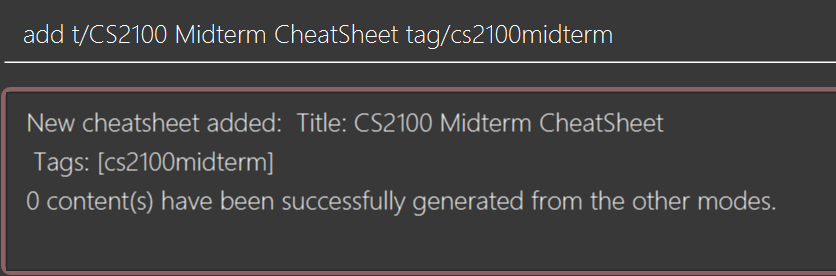 add t/CS2100 Midterm CheatSheet tag/cs2100midterm
New cheatsheet added:  Title: CS2100 Midterm CheatSheet
Tags: [cs2100midterm]
0 content(s) have been successfully generated from the other modes.